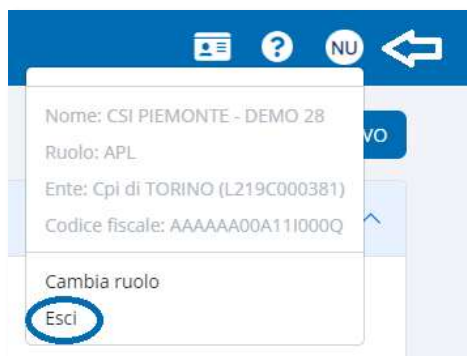 ? NU
Nome: CSI PIEMONTE - DEMO 28
Ruolo: APL
VO
Ente: Cpi di TORINO (L219C000381)
Codice fiscale: AAAAAA00A11I000Q
Cambia ruolo
Esci